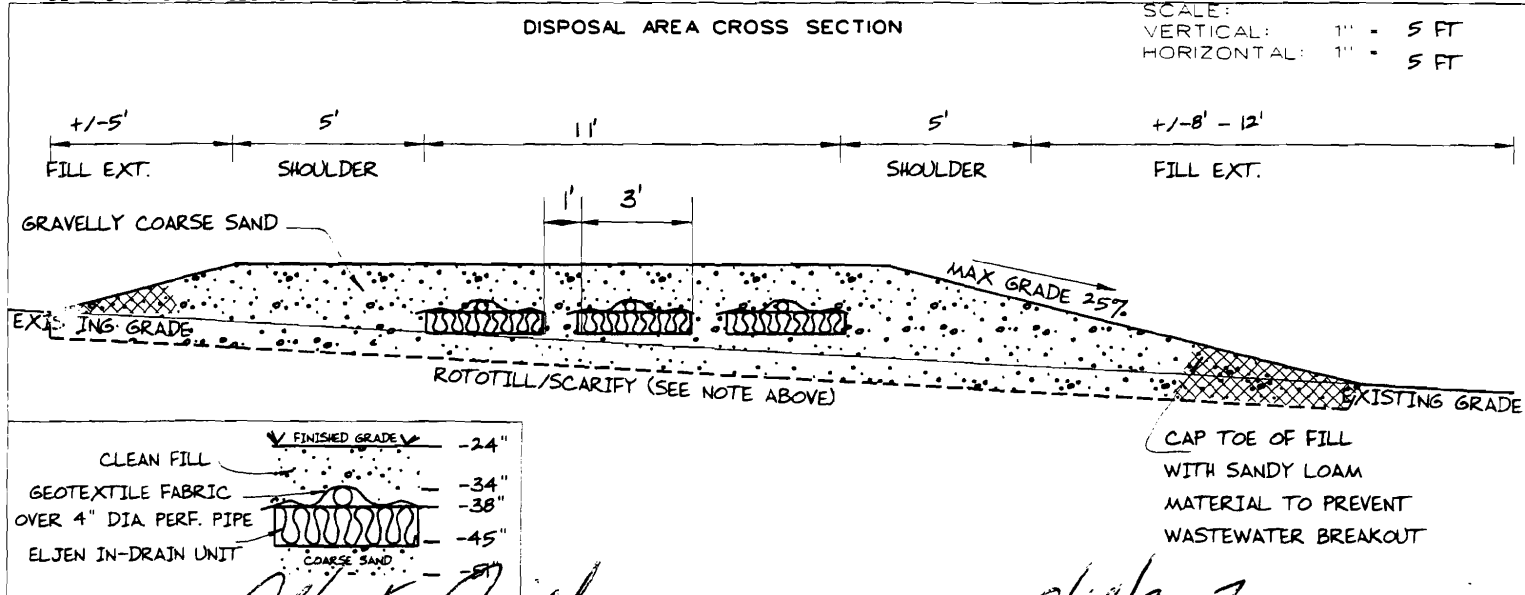 DISPOSAL AREA CROSS SECTION
SCALE:
VERTICAL: 1" = 5 FT
HORIZONTAL: 1" = 5 FT
+/-5' 5' 11' 5' +/-8' - 12'
FILL EXT. SHOULDER SHOULDER FILL EXT.
1' 3'
GRAVELLY COARSE SAND
MAX GRADE 25%
EXISTING GRADE
ROTOTILL/SCARIFY (SEE NOTE ABOVE)
EXISTING GRADE
FINISHED GRADE -24"
CLEAN FILL
GEOTEXTILE FABRIC -34"
-38"
OVER 4" DIA. PERF. PIPE
ELJEN IN-DRAIN UNIT -45"
COARSE SAND
-51"
CAP TOE OF FILL
WITH SANDY LOAM
MATERIAL TO PREVENT
WASTEWATER BREAKOUT